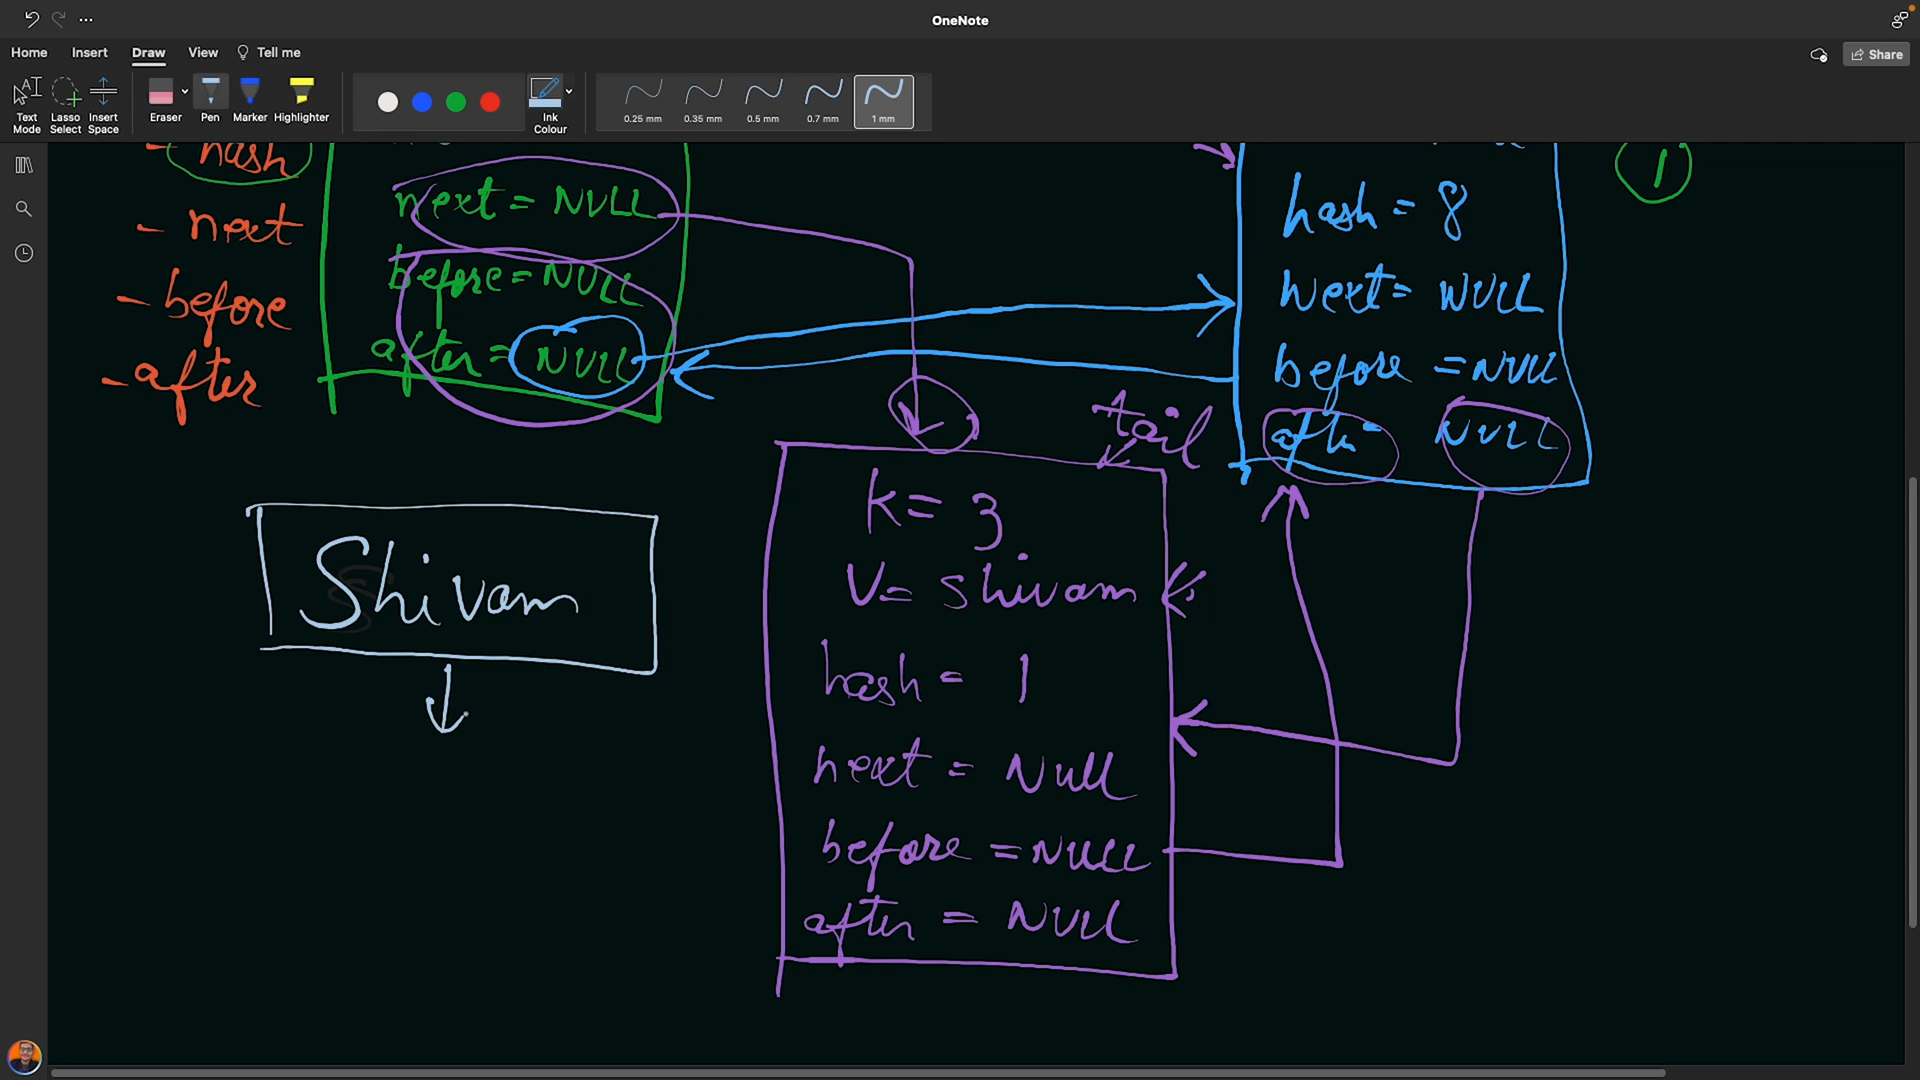 OneNote
Home Insert Draw View Tell me
Share
Text Mode
Lasso Select
Insert Space
Eraser
Pen
Marker
Highlighter
Ink Colour
0.25 mm
0.35 mm
0.5 mm
0.7 mm
1 mm
- hash
- next
- before
- after
next = NULL
before = NULL
after = NULL
hash = 8
next = NULL
before = NULL
after = NULL
1
tail
Shivam
k = 3
V = Shivam
hash = 1
next = Null
before = NULL
after = NULL